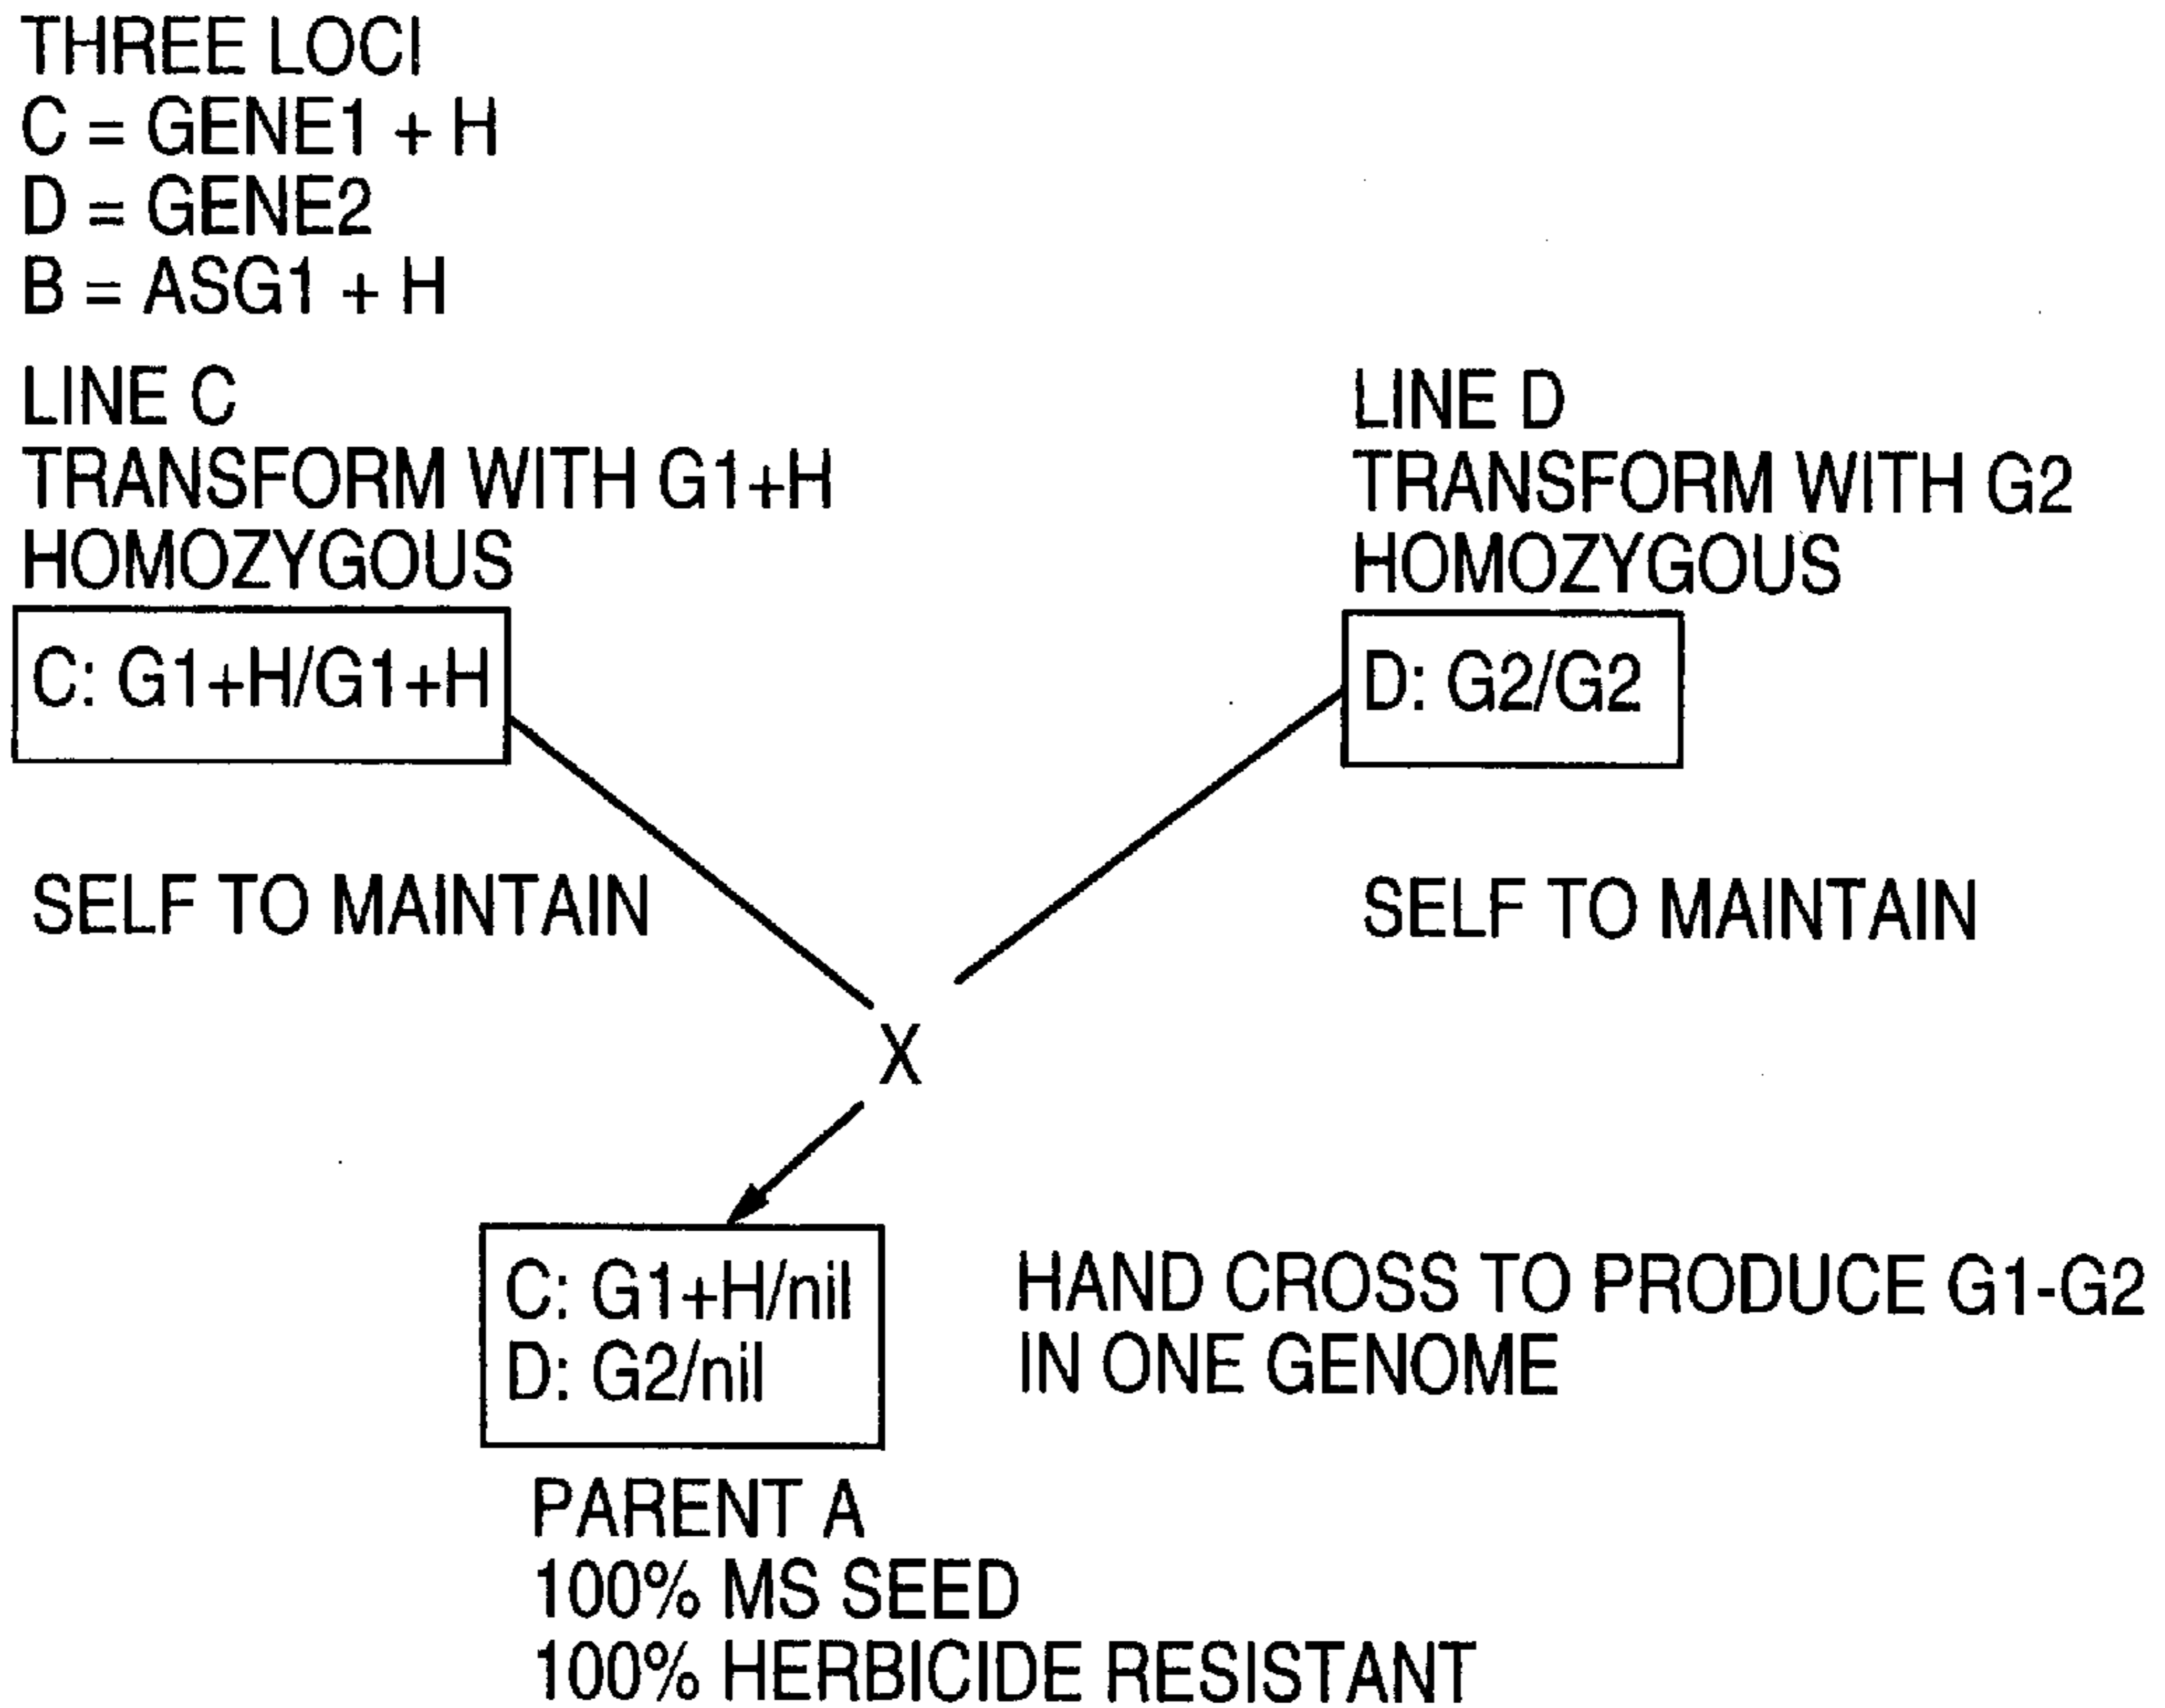 THREE LOCI
C = GENE1 + H
D = GENE2
B = ASG1 + H
LINE C
TRANSFORM WITH G1+H
HOMOZYGOUS
C: G1+H/G1+H
SELF TO MAINTAIN
LINE D
TRANSFORM WITH G2
HOMOZYGOUS
D: G2/G2
SELF TO MAINTAIN
X
C: G1+H/nil
D: G2/nil
HAND CROSS TO PRODUCE G1-G2
IN ONE GENOME
PARENT A
100% MS SEED
100% HERBICIDE RESISTANT